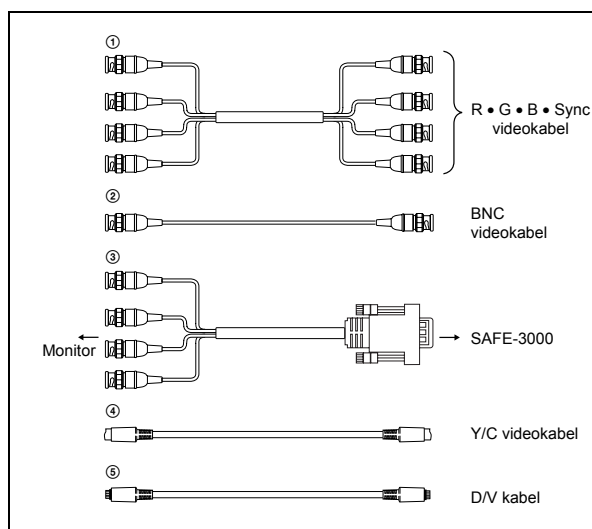 ①
R • G • B • Sync
videokabel
②
BNC
videokabel
③
Monitor
SAFE-3000
④
Y/C videokabel
⑤
D/V kabel